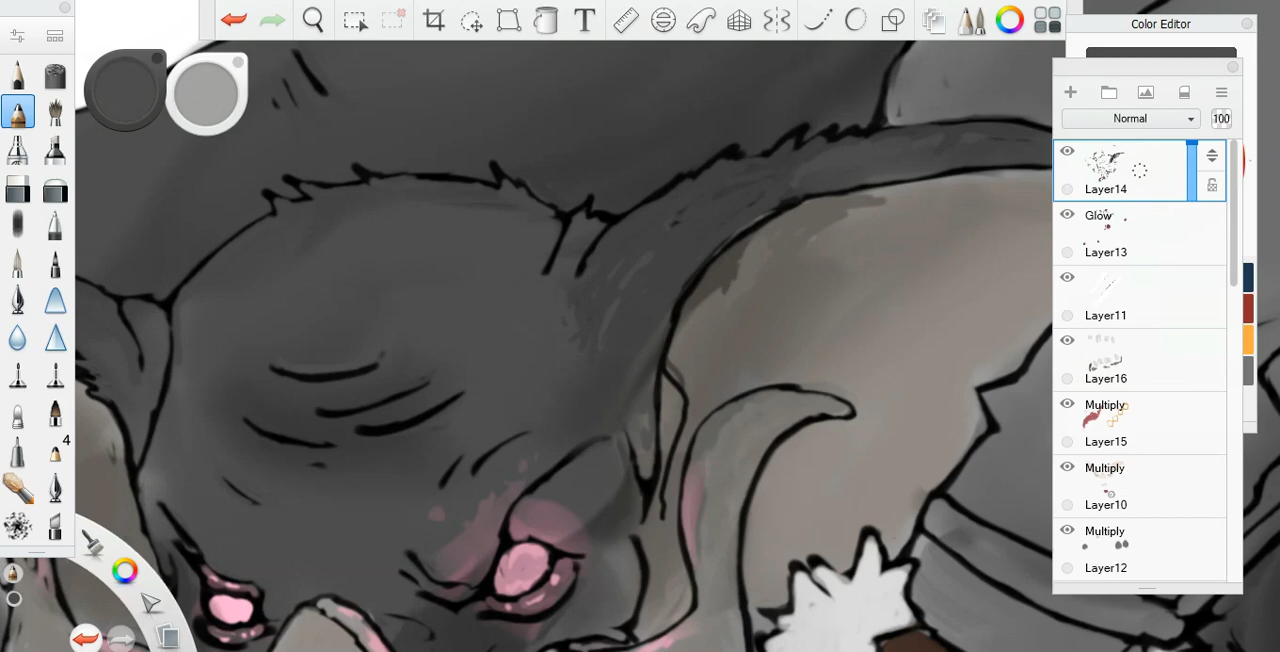 Color Editor
Normal
100
Layer14
Glow
Layer13
Layer11
Layer16
Multiply
Layer15
Multiply
Layer10
Multiply
Layer12
4